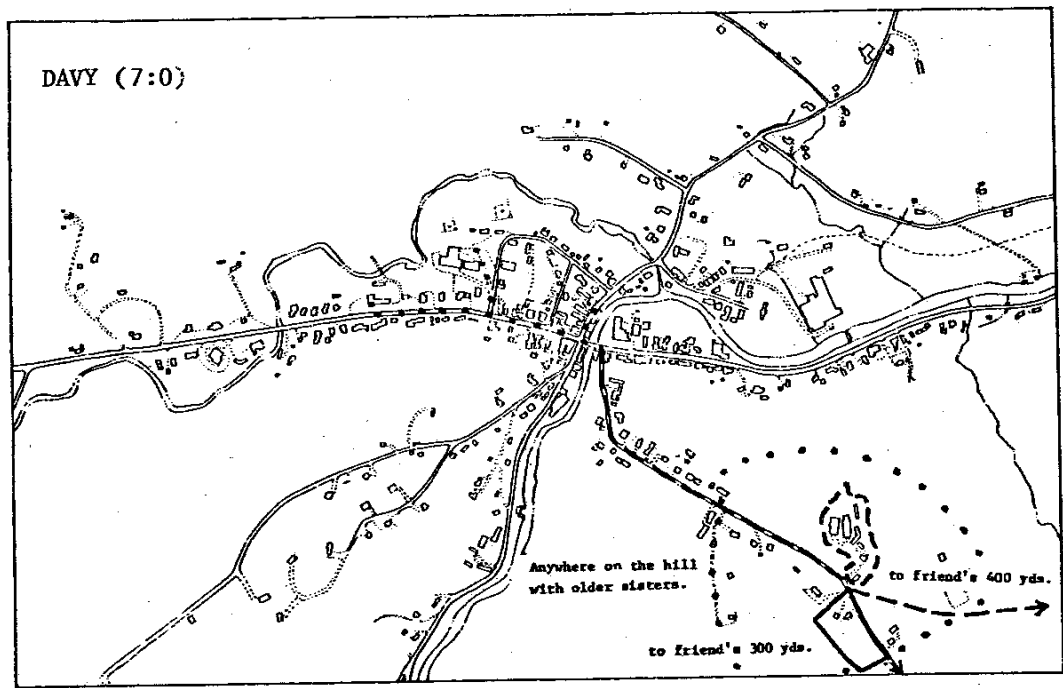 DAVY (7:0)
Anywhere on the hill
with older sisters.
to friend's 400 yds.
to friend's 300 yds.